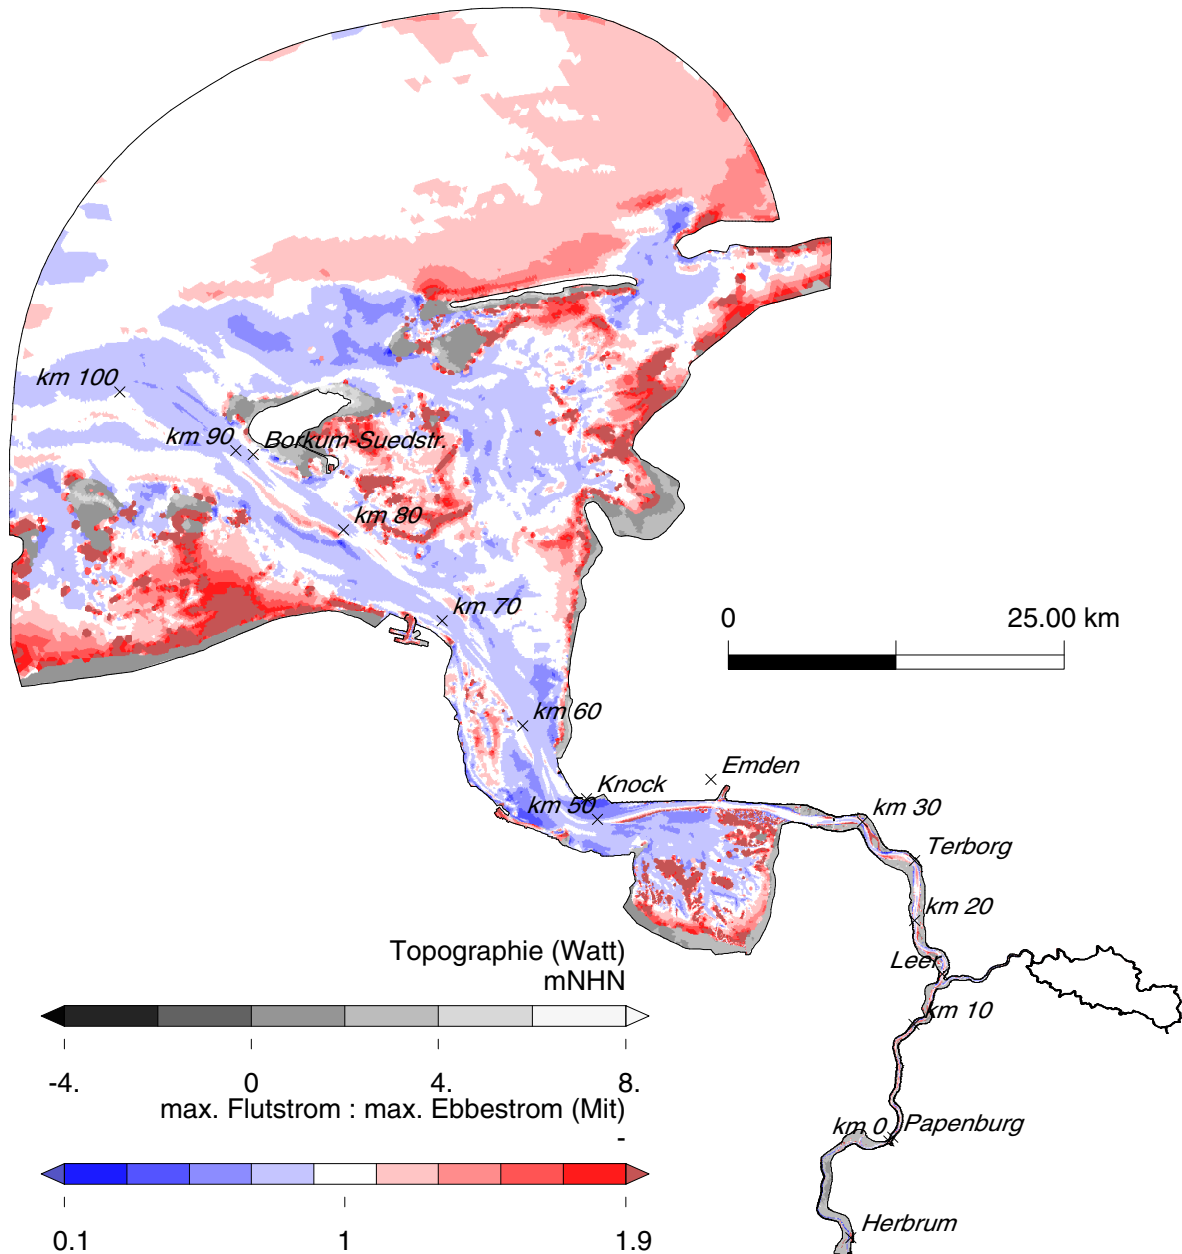 km 100
km 90
Borkum-Suedstr.
km 80
km 70
0
25.00 km
km 60
Knock
Emden
km 50
km 30
Terborg
km 20
Leer
km 10
Topographie (Watt)
mNHN
-4.
0
4.
8.
max. Flutstrom : max. Ebbestrom (Mit)
-
km 0
Papenburg
0.1
1
1.9
Herbrum